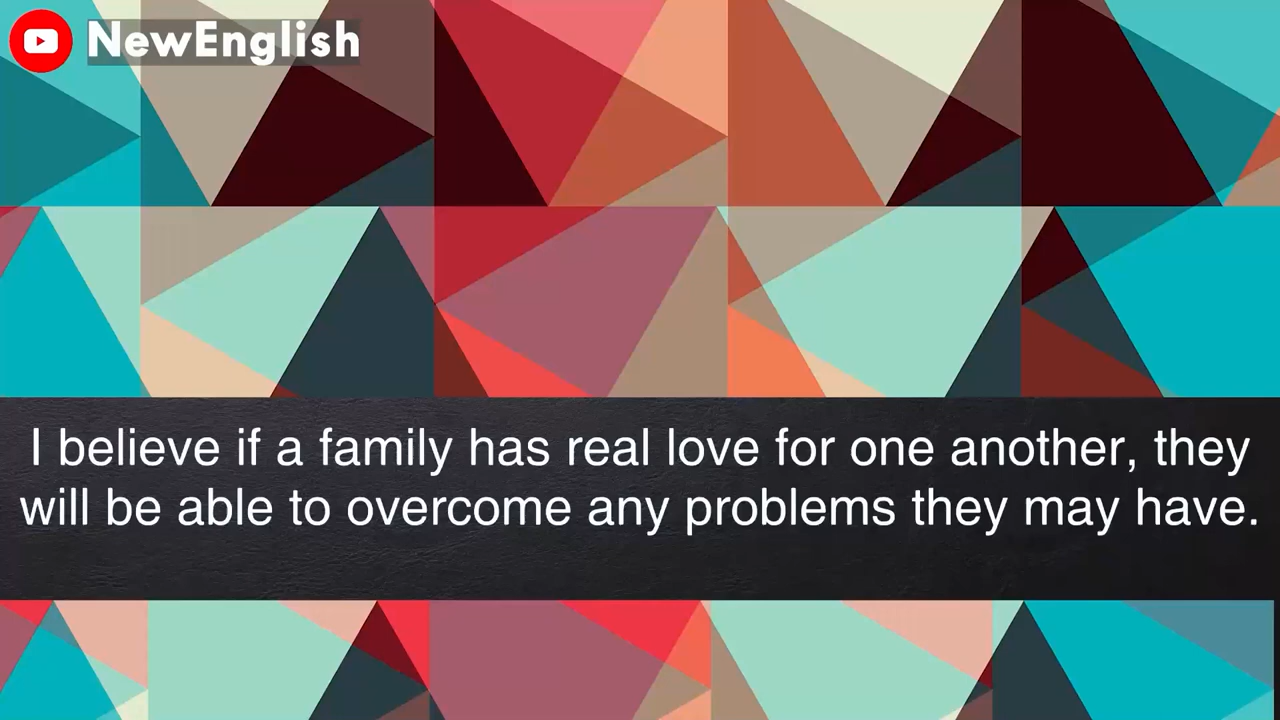 NewEnglish
I believe if a family has real love for one another, they
will be able to overcome any problems they may have.